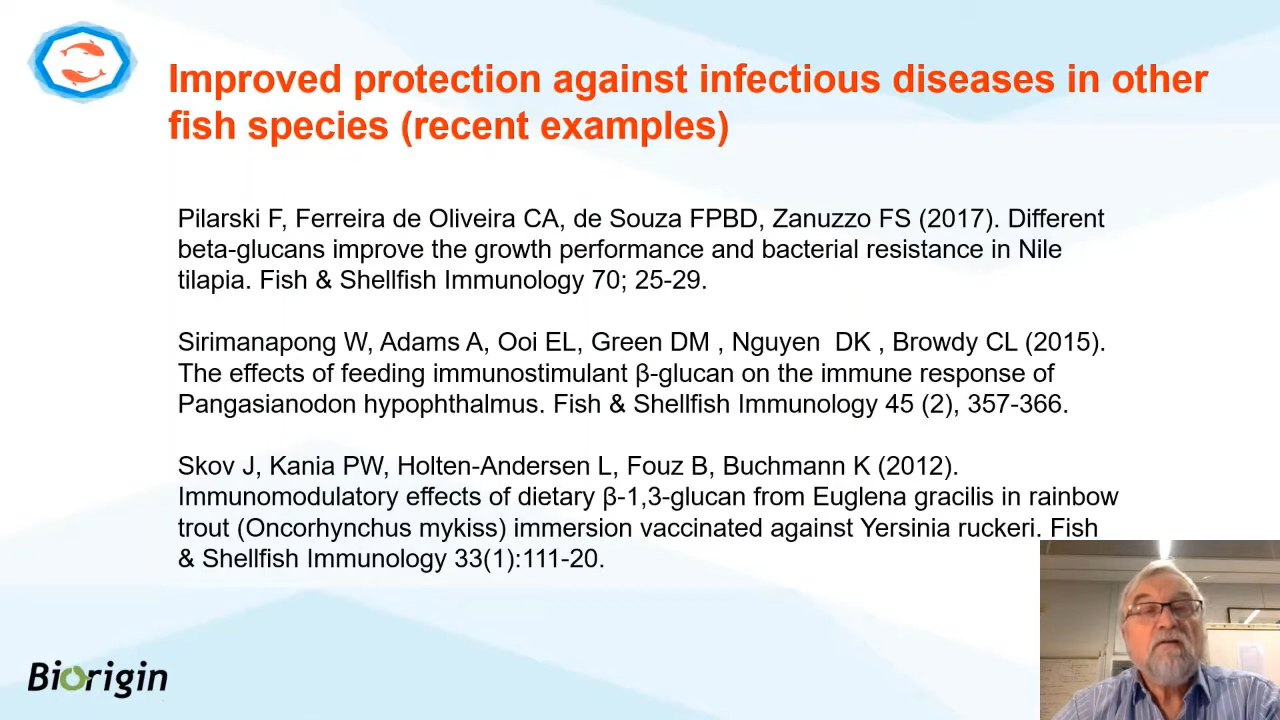 Improved protection against infectious diseases in other
fish species (recent examples)
Pilarski F, Ferreira de Oliveira CA, de Souza FPBD, Zanuzzo FS (2017). Different
beta-glucans improve the growth performance and bacterial resistance in Nile
tilapia. Fish & Shellfish Immunology 70; 25-29.
Sirimanapong W, Adams A, Ooi EL, Green DM , Nguyen  DK , Browdy CL (2015).
The effects of feeding immunostimulant β-glucan on the immune response of
Pangasianodon hypophthalmus. Fish & Shellfish Immunology 45 (2), 357-366.
Skov J, Kania PW, Holten-Andersen L, Fouz B, Buchmann K (2012).
Immunomodulatory effects of dietary β-1,3-glucan from Euglena gracilis in rainbow
trout (Oncorhynchus mykiss) immersion vaccinated against Yersinia ruckeri. Fish
& Shellfish Immunology 33(1):111-20.
Biorigin